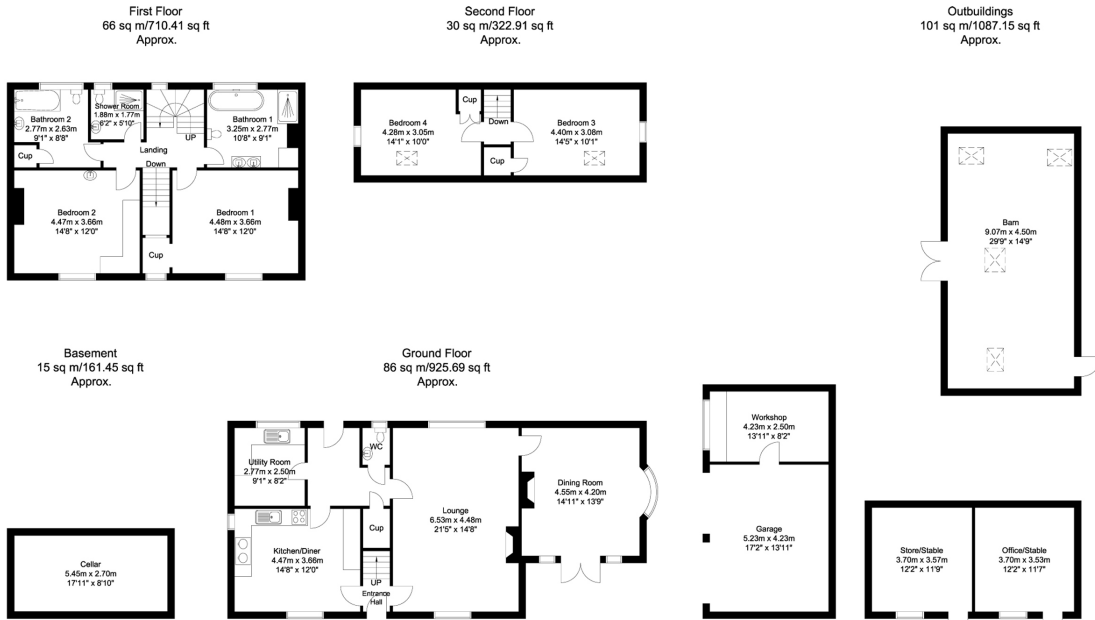 First Floor
66 sq m/710.41 sq ft
Approx.
Second Floor
30 sq m/322.91 sq ft
Approx.
Outbuildings
101 sq m/1087.15 sq ft
Approx.
Bathroom 2
2.77m x 2.63m
9'1" x 8'8"
Shower Room
1.88m x 1.77m
6'2" x 5'10"
UP
Bathroom 1
3.25m x 2.77m
10'8" x 9'1"
Cup
Landing
Down
Bedroom 2
4.47m x 3.66m
14'8" x 12'0"
Bedroom 1
4.48m x 3.66m
14'8" x 12'0"
Cup
Bedroom 4
4.28m x 3.05m
14'1" x 10'0"
Cup
Down
Cup
Bedroom 3
4.40m x 3.08m
14'5" x 10'1"
Barn
9.07m x 4.50m
29'9" x 14'9"
Basement
15 sq m/161.45 sq ft
Approx.
Ground Floor
86 sq m/925.69 sq ft
Approx.
Cellar
5.45m x 2.70m
17'11" x 8'10"
Utility Room
2.77m x 2.50m
9'1" x 8'2"
WC
Lounge
6.53m x 4.48m
21'5" x 14'8"
Dining Room
4.55m x 4.20m
14'11" x 13'9"
Cup
Kitchen/Diner
4.47m x 3.66m
14'8" x 12'0"
UP
Entrance
Hall
Workshop
4.23m x 2.50m
13'11" x 8'2"
Garage
5.23m x 4.23m
17'2" x 13'11"
Store/Stable
3.70m x 3.57m
12'2" x 11'9"
Office/Stable
3.70m x 3.53m
12'2" x 11'7"